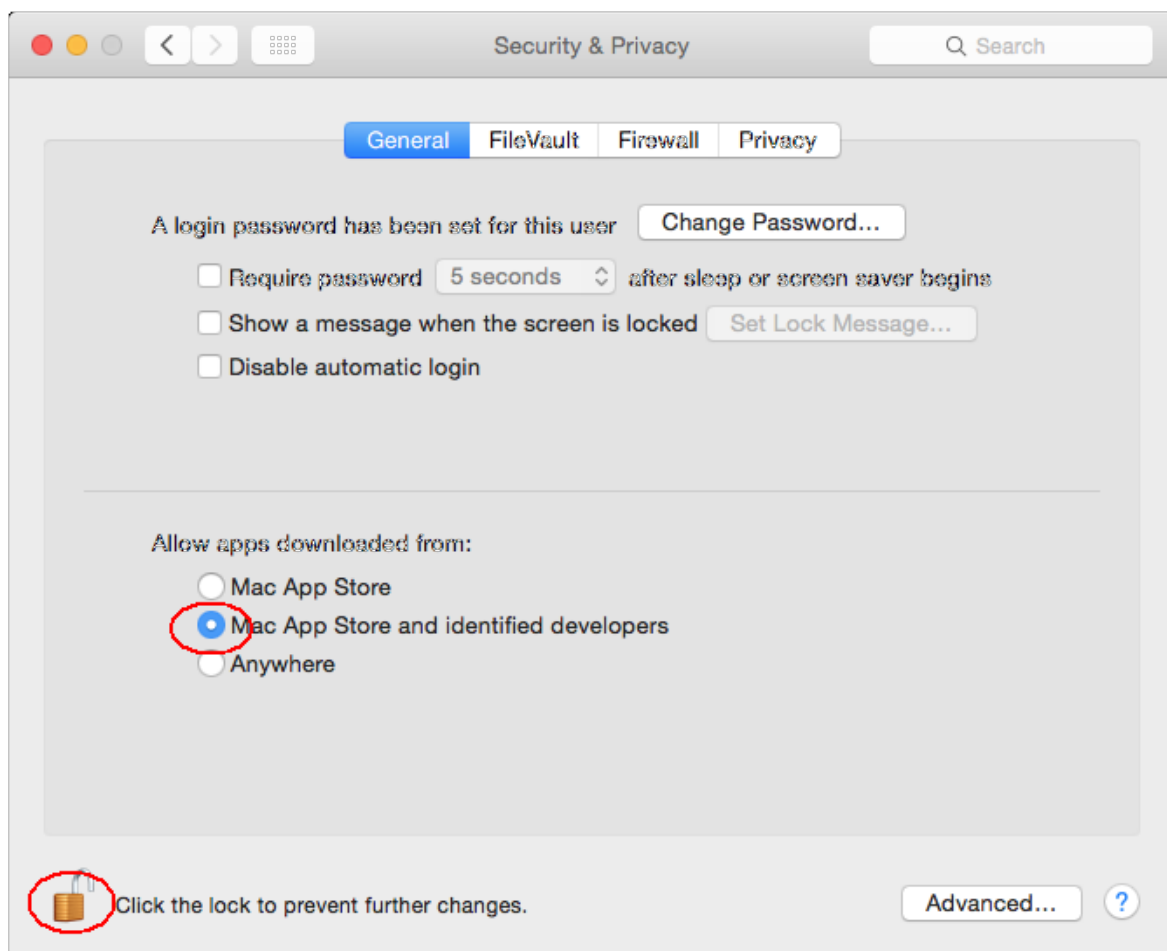 Security & Privacy
Search
General FileVault Firewall Privacy
A login password has been set for this user Change Password...
Require password 5 seconds after sleep or screen saver begins
Show a message when the screen is locked Set Lock Message...
Disable automatic login
Allow apps downloaded from:
Mac App Store
Mac App Store and identified developers
Anywhere
Click the lock to prevent further changes. Advanced... ?